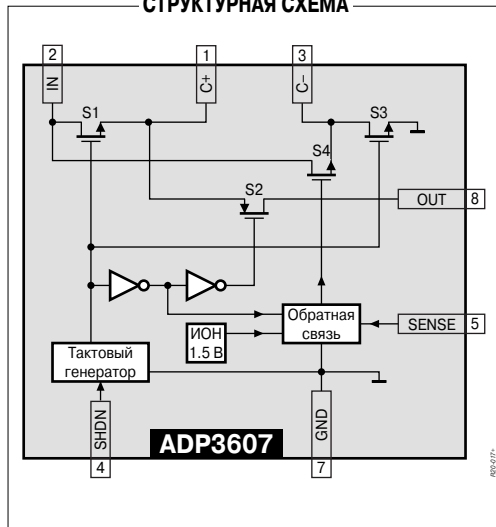 СТРУКТУРНАЯ СХЕМА
2
1
3
IN
C+
C–
S1
S3
S4
S2
OUT
8
Обратная
связь
SENSE
5
ИОН
1.5 В
Тактовый
генератор
SHDN
GND
ADP3607
4
7